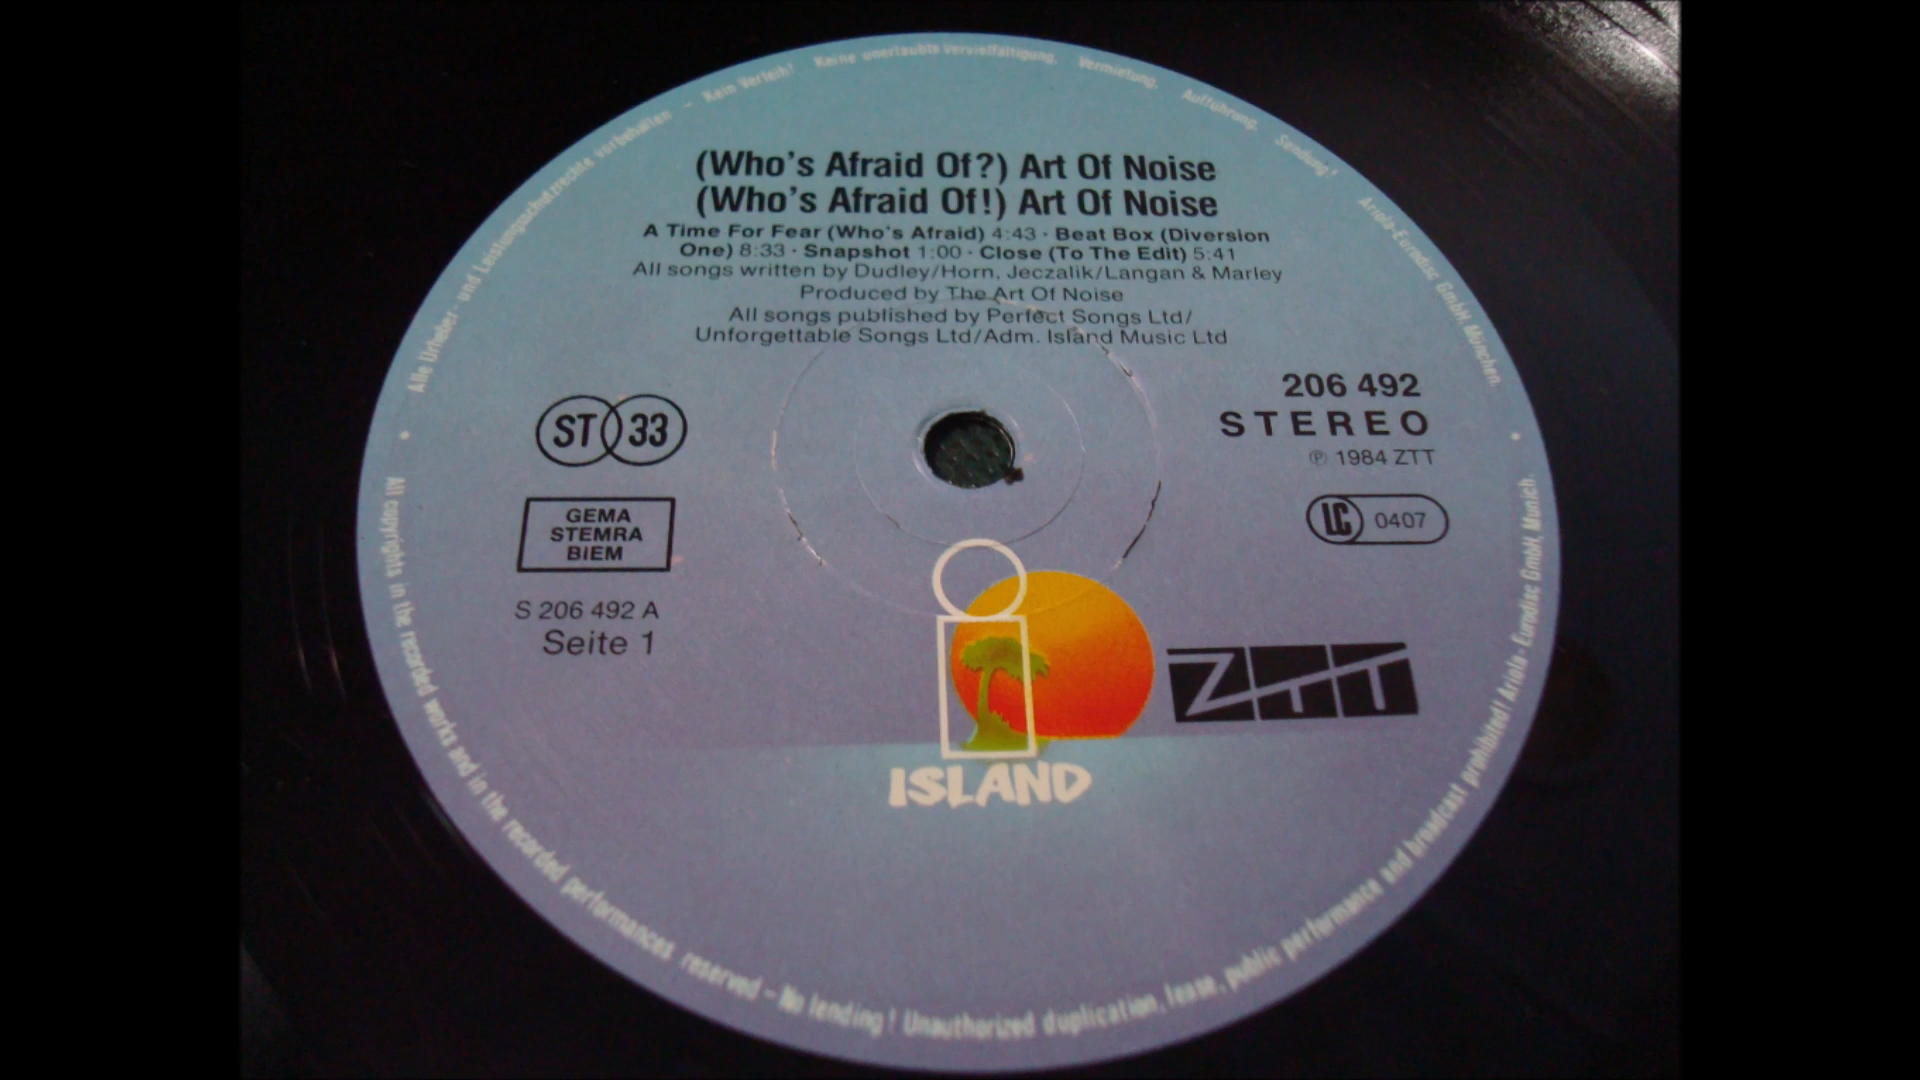 Alle Urheber- und Leistungsschutzrechte vorbehalten - Kein Verleih! Keine unerlaubte Vervielfältigung, Vermietung, Aufführung, Sendung! Ariola-Eurodisc GmbH München.
(Who's Afraid Of?) Art Of Noise
(Who's Afraid Of!) Art Of Noise
A Time For Fear (Who's Afraid) 4:43 · Beat Box (Diversion
One) 8:33 · Snapshot 1:00 · Close (To The Edit) 5:41
All songs written by Dudley/Horn, Jeczalik/Langan & Marley
Produced by The Art Of Noise
All songs published by Perfect Songs Ltd/
Unforgettable Songs Ltd/Adm. Island Music Ltd
ST 33
206 492
STEREO
℗ 1984 ZTT
GEMA
STEMRA
BIEM
LC 0407
S 206 492 A
Seite 1
ZTT
ISLAND
All copyrights in the recorded works and in the recorded performances reserved - No lending! Unauthorized duplication, lease, public performance and broadcast prohibited! Ariola-Eurodisc GmbH, Munich.